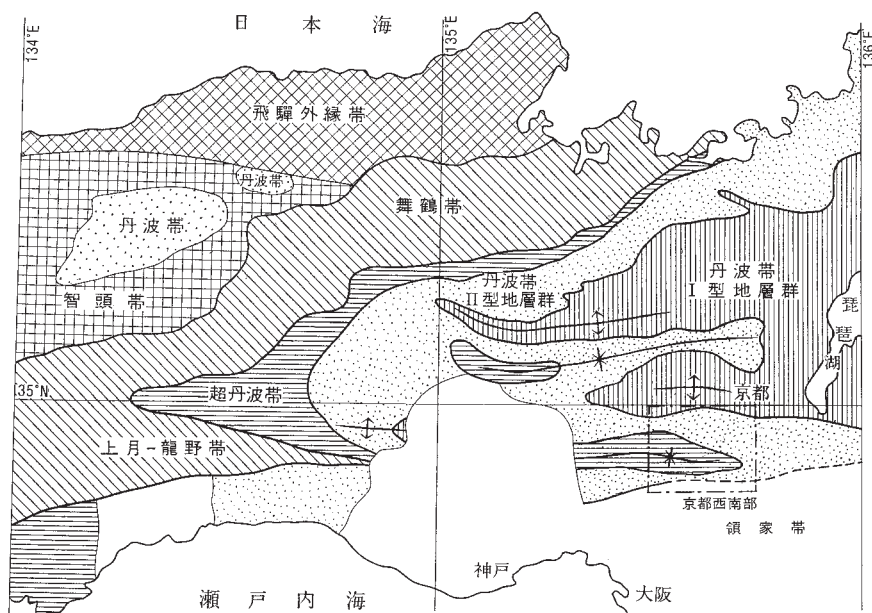 日本海
134°E
135°E
136°E
飛驒外縁帯
丹波帯
丹波帯
舞鶴帯
智頭帯
丹波帯
II型地層群
丹波帯
I型地層群
琵琶湖
35°N
超丹波帯
京都
上月－龍野帯
京都西南部
領家帯
神戸
大阪
瀬戸内海